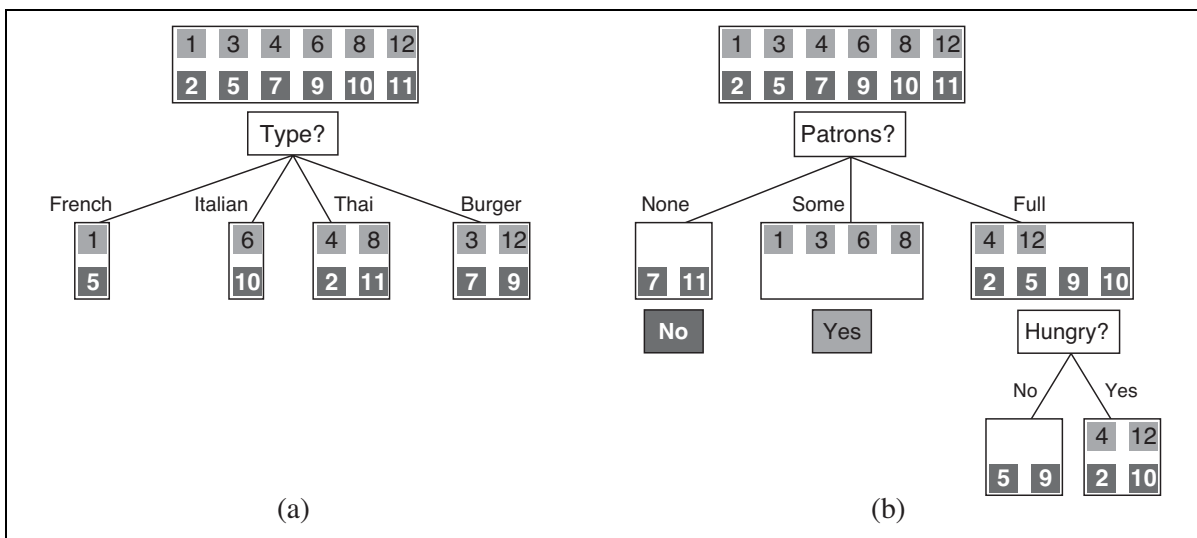 1 3 4 6 8 12
2 5 7 9 10 11
Type?
French Italian Thai Burger
1 6 4 8 3 12
5 10 2 11 7 9
(a)
1 3 4 6 8 12
2 5 7 9 10 11
Patrons?
None Some Full
1 3 6 8 4 12
7 11 2 5 9 10
No Yes Hungry?
No Yes
4 12
5 9 2 10
(b)